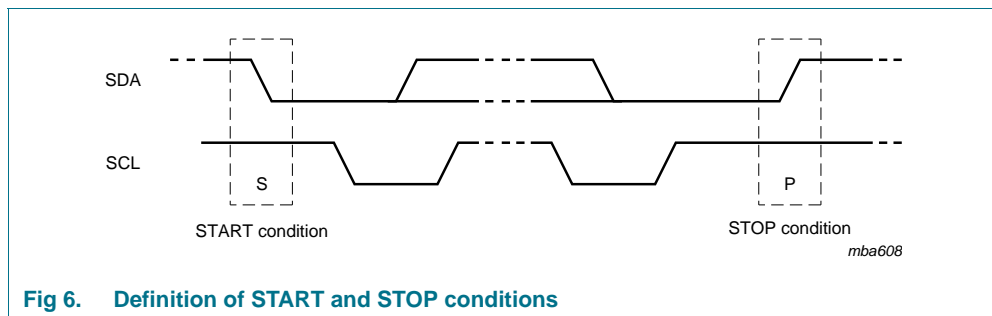 SDA
SCL
S
P
START condition
STOP condition
mba608
Fig 6. Definition of START and STOP conditions